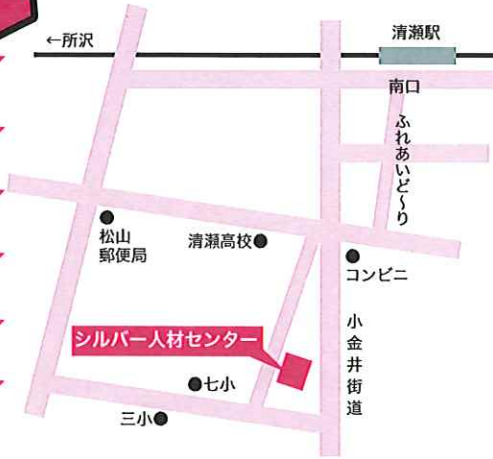 ←所沢
清瀬駅
南口
ふれあいど〜り
松山
郵便局
清瀬高校
コンビニ
シルバー人材センター
小金井街道
七小
三小